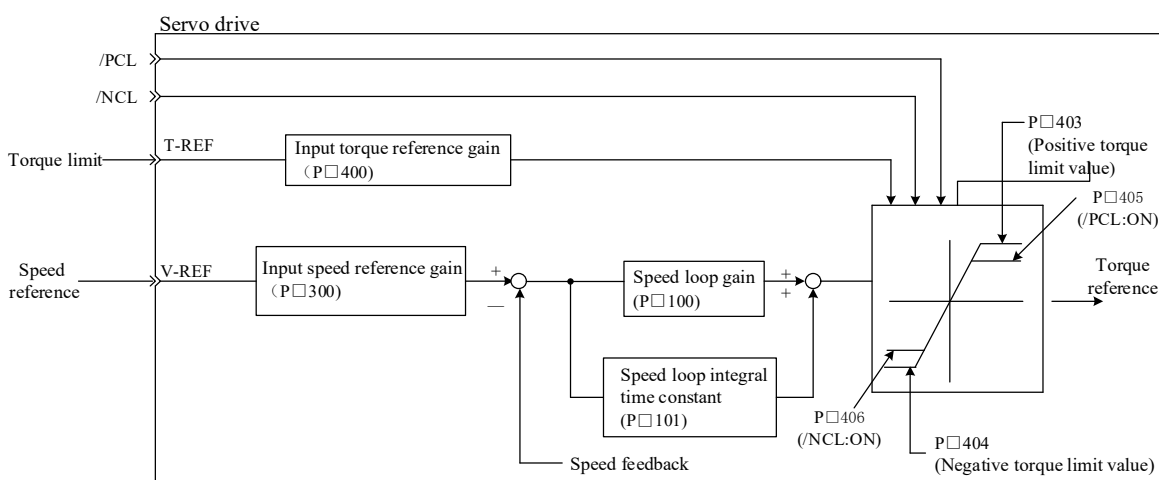 Servo drive
/PCL
/NCL
T-REF
Torque limit
Input torque reference gain
(P□400)
P□403
(Positive torque
limit value)
P□405
(/PCL:ON)
V-REF
Speed
reference
Input speed reference gain
(P□300)
+
—
Speed loop gain
(P□100)
+
+
Torque
reference
Speed loop integral
time constant
(P□101)
P□406
(/NCL:ON)
P□404
(Negative torque limit value)
Speed feedback